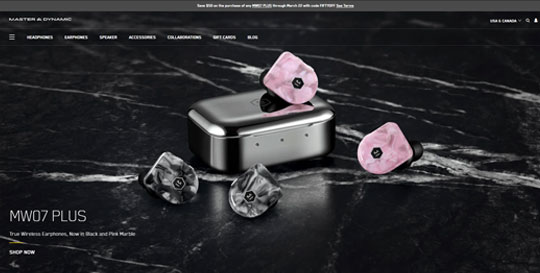 Save $50 on the purchase of any MW07 PLUS through March 22 with code FIFTYOFF See Terms
MASTER & DYNAMIC
USA & CANADA
HEADPHONES EARPHONES SPEAKER ACCESSORIES COLLABORATIONS GIFT CARDS BLOG
MW07 PLUS
True Wireless Earphones, Now in Black and Pink Marble
SHOP NOW